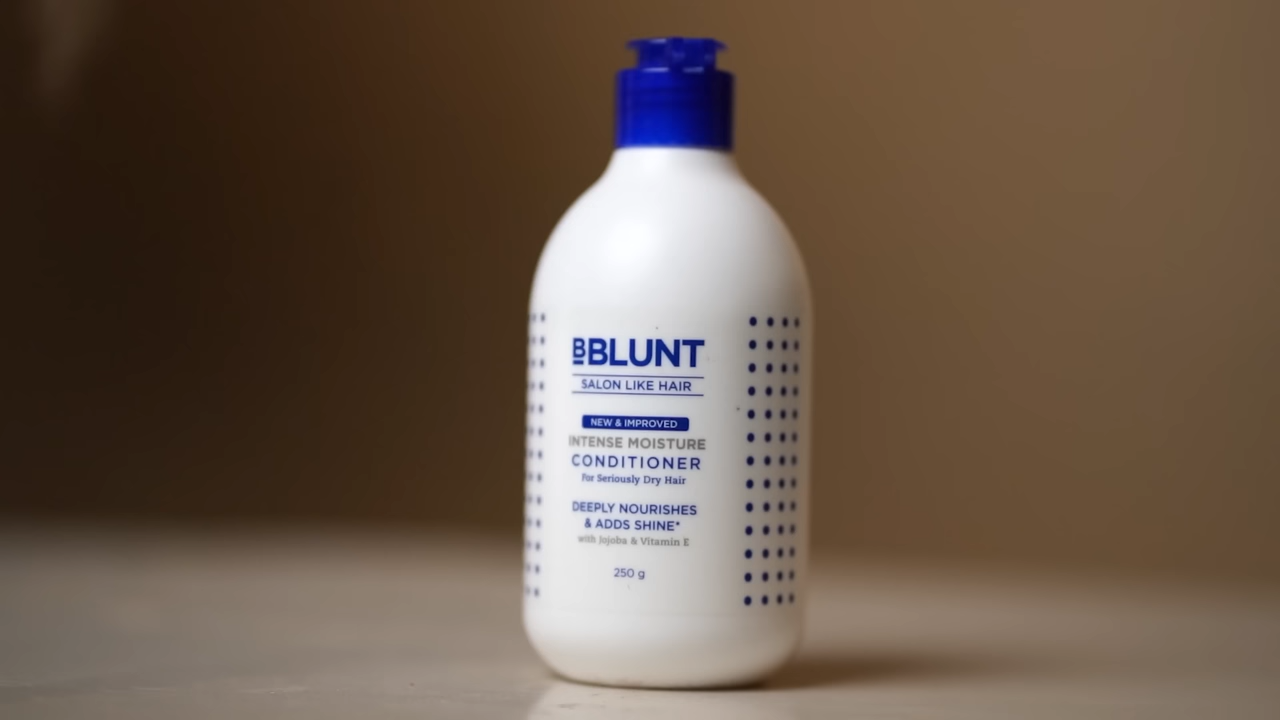 BBLUNT
SALON LIKE HAIR
NEW & IMPROVED
INTENSE MOISTURE
CONDITIONER
For Seriously Dry Hair
DEEPLY NOURISHES
& ADDS SHINE*
with Jojoba & Vitamin E
250 g